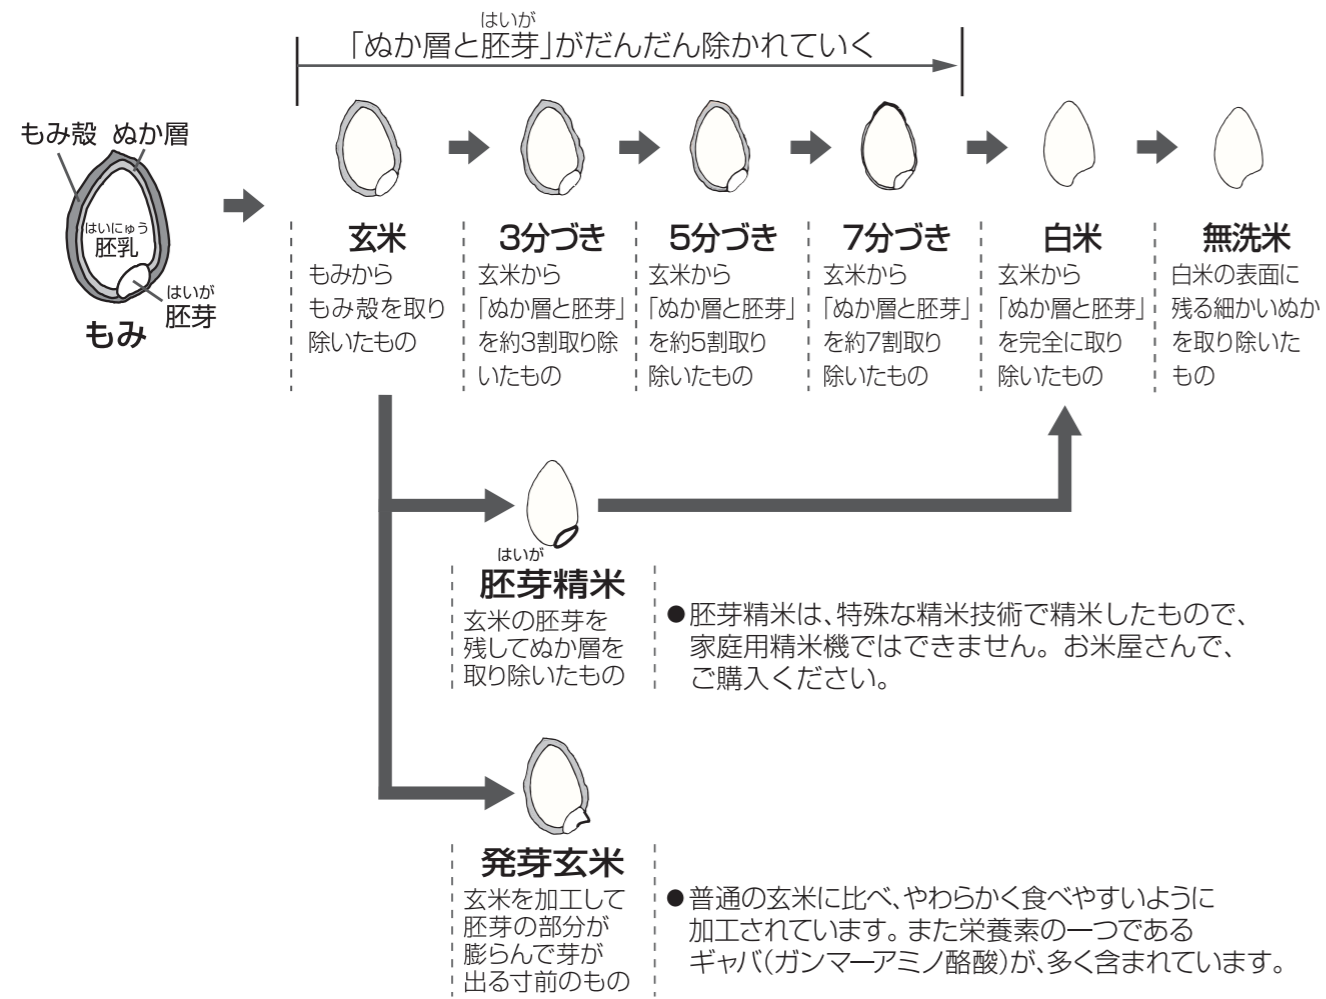 はいが
「ぬか層と胚芽」がだんだん除かれていく
もみ殻 ぬか層
はいにゅう
胚乳
はいが
胚芽
もみ
玄米
もみから
もみ殻を取り
除いたもの
3分づき
玄米から
「ぬか層と胚芽」
を約3割取り除
いたもの
5分づき
玄米から
「ぬか層と胚芽」
を約5割取り
除いたもの
7分づき
玄米から
「ぬか層と胚芽」
を約7割取り
除いたもの
白米
玄米から
「ぬか層と胚芽」
を完全に取り
除いたもの
無洗米
白米の表面に
残る細かいぬか
を取り除いた
もの
はいが
胚芽精米
玄米の胚芽を
残してぬか層を
取り除いたもの
●胚芽精米は、特殊な精米技術で精米したもので、
家庭用精米機ではできません。お米屋さんで、
ご購入ください。
発芽玄米
玄米を加工して
胚芽の部分が
膨らんで芽が
出る寸前のもの
●普通の玄米に比べ、やわらかく食べやすいように
加工されています。また栄養素の一つである
ギャバ(ガンマーアミノ酪酸)が、多く含まれています。